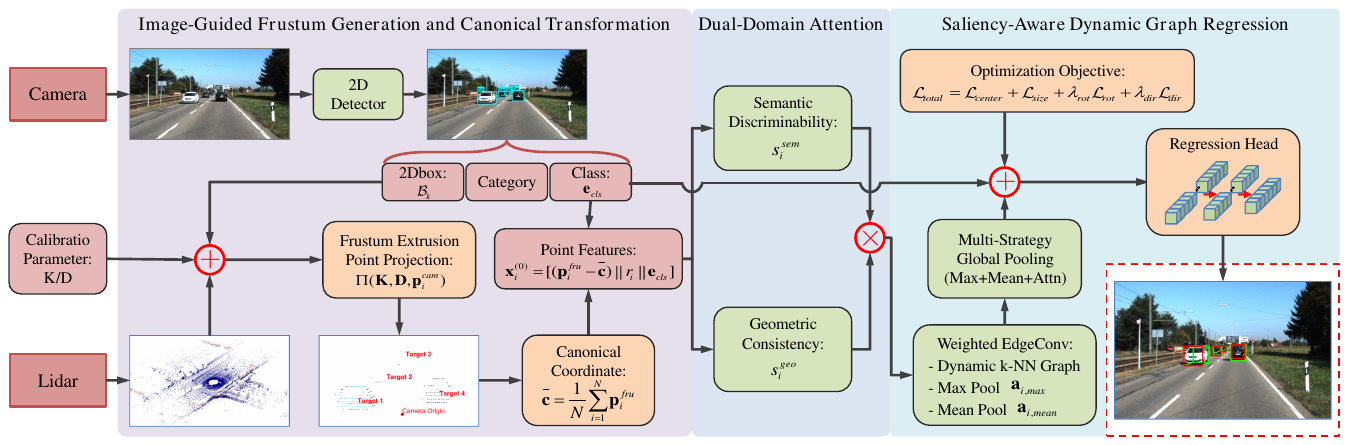 Image-Guided Frustum Generation and Canonical Transformation
Dual-Domain Attention
Saliency-Aware Dynamic Graph Regression
Camera
2D
Detector
2Dbox:
𝓑ₖ
Category
Class:
𝐞_cls
Calibratio
Parameter:
K/D
Lidar
Frustum Extrusion
Point Projection:
Π(𝐊, 𝐃, 𝐩_i^cam)
Point Features:
𝐱_i^(0) = [(𝐩_i^fru − 𝐜̄) || r_i || 𝐞_cls]
Target 3
Target 2
Target 1
Target 4
Camera Origin
Canonical
Coordinate:
𝐜̄ = 1/N ∑_{i=1}^N 𝐩_i^fru
Semantic
Discriminability:
s_i^sem
Geometric
Consistency:
s_i^geo
Optimization Objective:
𝓛_total = 𝓛_center + 𝓛_size + λ_rot 𝓛_rot + λ_dir 𝓛_dir
Regression Head
Multi-Strategy
Global Pooling
(Max+Mean+Attn)
Weighted EdgeConv:
- Dynamic k-NN Graph
- Max Pool 𝐚_i,max
- Mean Pool 𝐚_i,mean